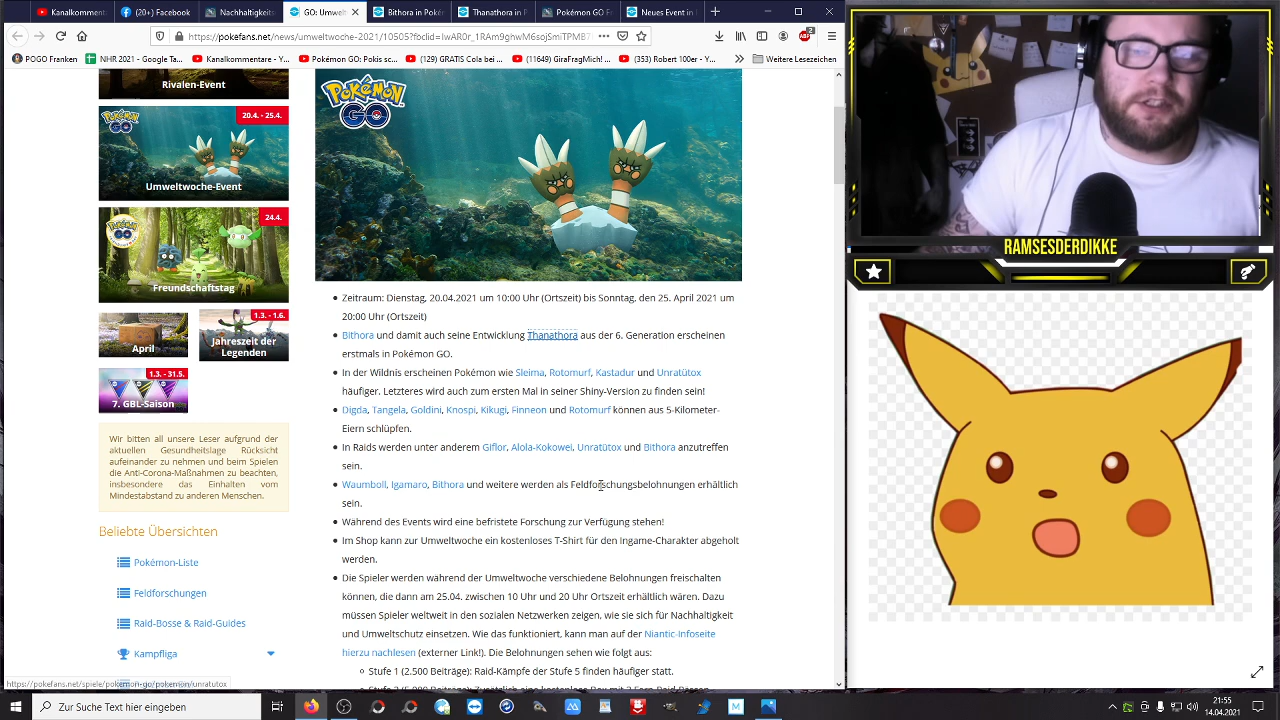 Kanalkommentar
(20+) Facebook
Nachhaltigkeits
GO: Umwelt
Bithora in Poké
Thanathora in P
Pokémon GO F
Neues Event in
https://pokefans.net/news/umweltwoche-2021/10505?fbclid=
POGO Franken
NHR 2021 - Google Ta...
Kanalkommentare - Y...
Pokémon GO: Pokis sc...
(129) GRATIS Cola bei ...
(11649) GiraFragMich! ...
(353) Robert 100er - Y...
Weitere Lesezeichen
Rivalen-Event
POKéMON GO
20.4. - 25.4.
Umweltwoche-Event
24.4.
Freundschaftstag
April
1.3. - 1.6.
Jahreszeit der
Legenden
1.3. - 31.5.
7. GBL-Saison
Wir bitten all unsere Leser aufgrund der
aktuellen Gesundheitslage Rücksicht
aufeinander zu nehmen und beim Spielen
die Anti-Corona-Maßnahmen zu beachten,
insbesondere das Einhalten vom
Mindestabstand zu anderen Menschen.
Beliebte Übersichten
Pokémon-Liste
Feldforschungen
Raid-Bosse & Raid-Guides
Kampfliga
POKéMON
GO
Zeitraum: Dienstag, 20.04.2021 um 10:00 Uhr (Ortszeit) bis Sonntag, den 25. April 2021 um
20:00 Uhr (Ortszeit)
Bithora und damit auch seine Entwicklung Thanathora aus der 6. Generation erscheinen
erstmals in Pokémon GO.
In der Wildnis erscheinen Pokémon wie Sleima, Rotomurf, Kastadur und Unratütox
häufiger. Letzteres wird auch zum ersten Mal in seiner Shiny-Version zu finden sein!
Digda, Tangela, Goldini, Knospi, Kikugi, Finneon und Rotomurf können aus 5-Kilometer-
Eiern schlüpfen.
In Raids werden unter anderem Giflor, Alola-Kokowei, Unratütox und Bithora anzutreffen
sein.
Waumboll, Igamaro, Bithora und weitere werden als Feldforschungsbelohnungen erhältlich
sein.
Während des Events wird eine befristete Forschung zur Verfügung stehen!
Im Shop kann zur Umweltwoche ein kostenloses T-Shirt für den Ingame-Charakter abgeholt
werden.
Die Spieler werden während der Umweltwoche verschiedene Belohnungen freischalten
können, die dann am 25.04. zwischen 10 Uhr und 20 Uhr Ortszeit erhältlich wären. Dazu
müssen Spieler weltweit in den sozialen Netzwerken zeigen, wie sie sich für Nachhaltigkeit
und Umweltschutz einsetzen. Wie das funktioniert, kann man auf der Niantic-Infoseite
hierzu nachlesen (externer Link!). Die Belohnungen sehen wie folgt aus:
Stufe 1 (2.500 Beiträge): Raid-Kämpfe der Stufe 5 finden häufiger statt.
https://pokefans.net/spiele/pokemon-go/pokemon/unratutox
RAMSESDERDIKKE
Zur Suche Text hier eingeben
21:55
14.04.2021